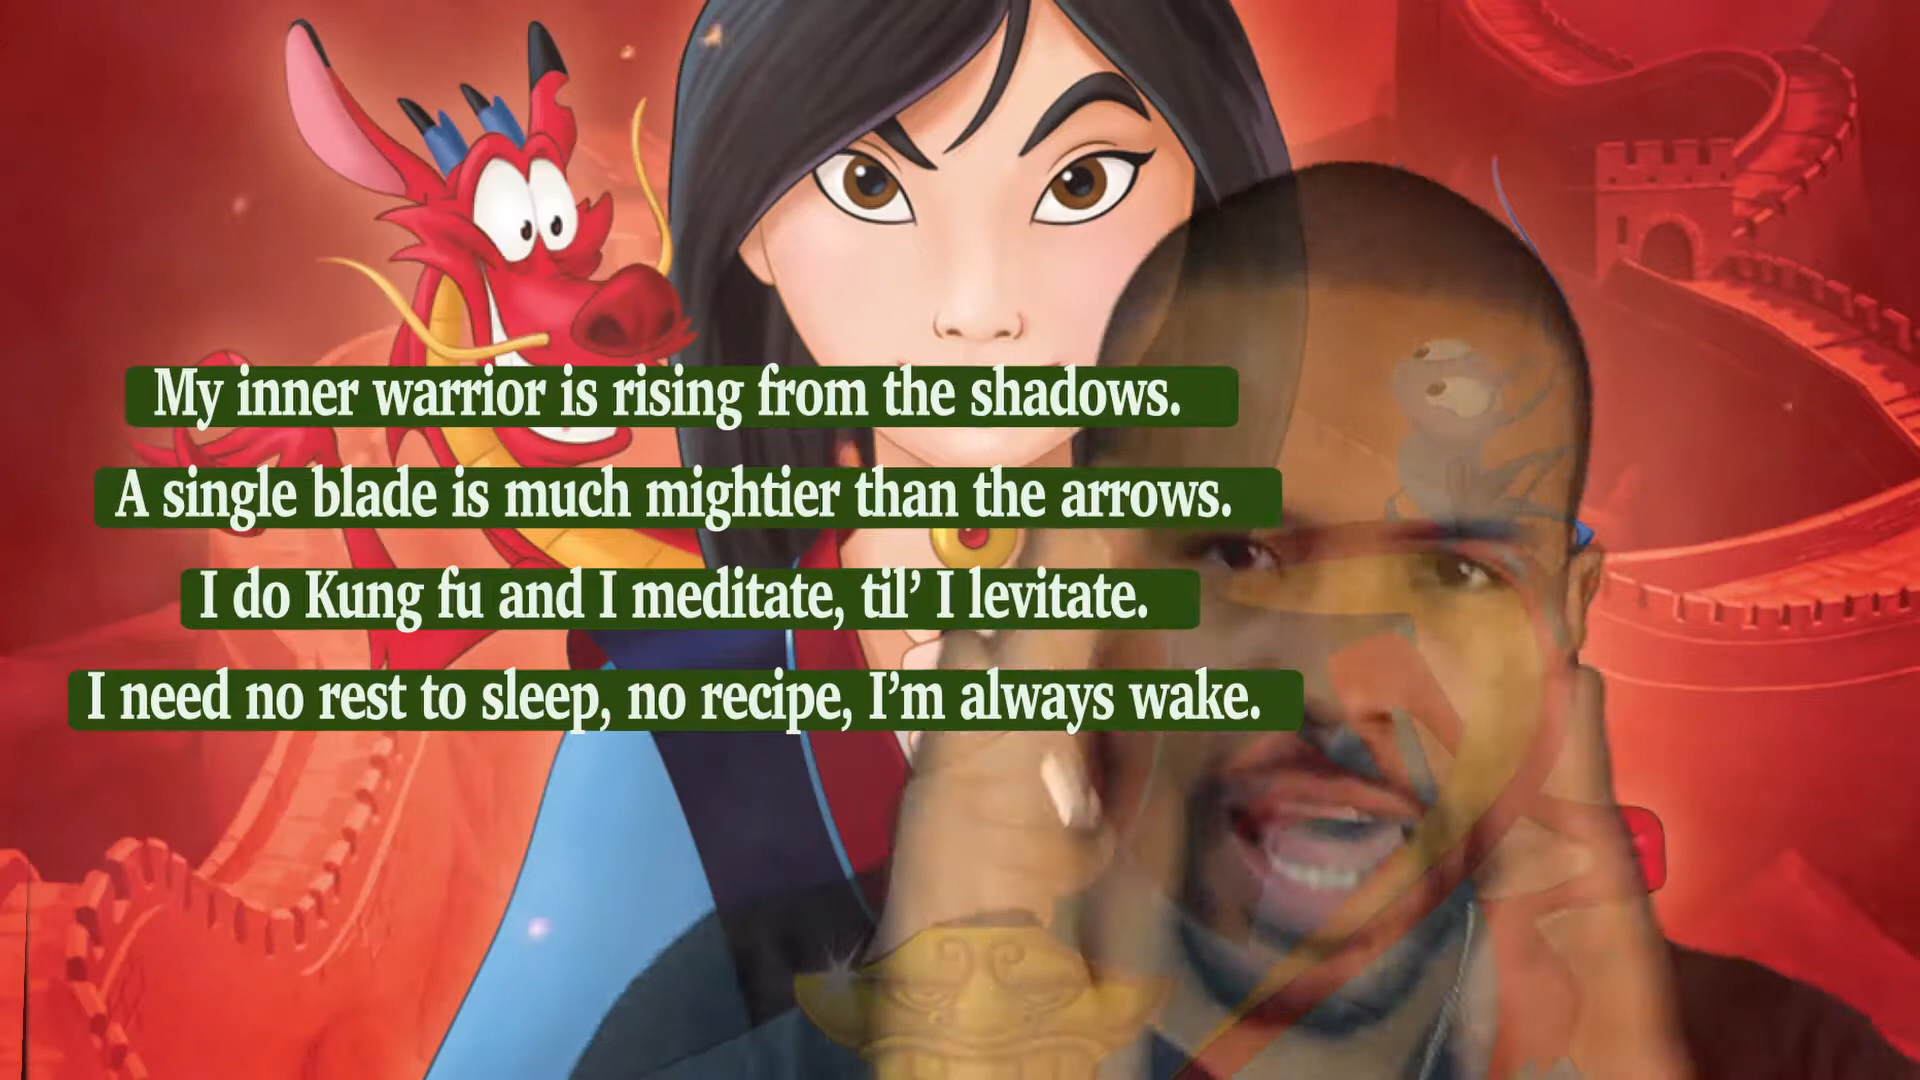 My inner warrior is rising from the shadows.
A single blade is much mightier than the arrows.
I do Kung fu and I meditate, til’ I levitate.
I need no rest to sleep, no recipe, I’m always wake.